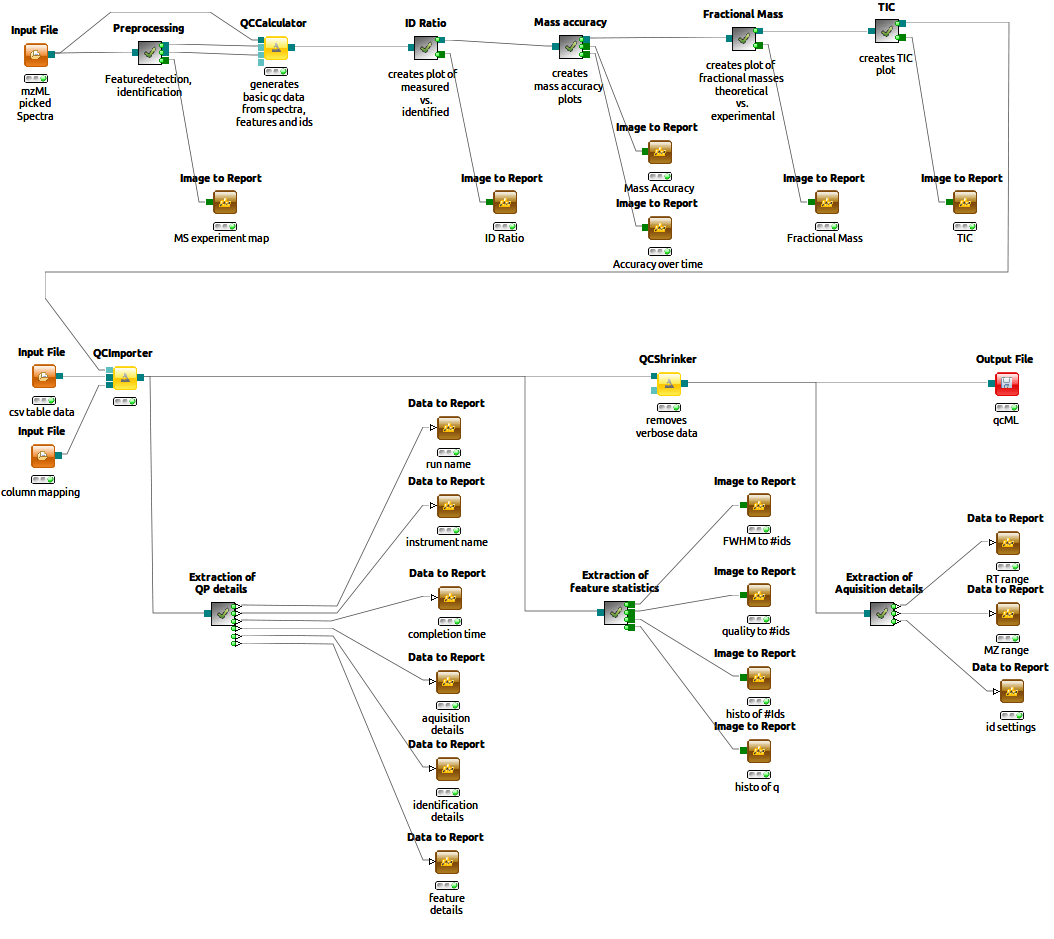 Input File
mzML
picked
Spectra
Preprocessing
Featuredetection,
identification
QCCalculator
generates
basic qc data
from spectra,
features and ids
ID Ratio
creates plot of
measured
vs.
identified
Mass accuracy
creates
mass accuracy
plots
Fractional Mass
creates plot of
fractional masses
theoretical
vs.
experimental
TIC
creates TIC
plot
Image to Report
MS experiment map
Image to Report
ID Ratio
Image to Report
Mass Accuracy
Image to Report
Accuracy over time
Image to Report
Fractional Mass
Image to Report
TIC
Input File
csv table data
Input File
column mapping
QCImporter
QCShrinker
removes
verbose data
Output File
qcML
Extraction of
QP details
Data to Report
run name
Data to Report
instrument name
Data to Report
completion time
Data to Report
aquisition
details
Data to Report
identification
details
Data to Report
feature
details
Extraction of
feature statistics
Image to Report
FWHM to #ids
Image to Report
quality to #ids
Image to Report
histo of #Ids
Image to Report
histo of q
Extraction of
Aquisition details
Data to Report
RT range
Data to Report
MZ range
Data to Report
id settings